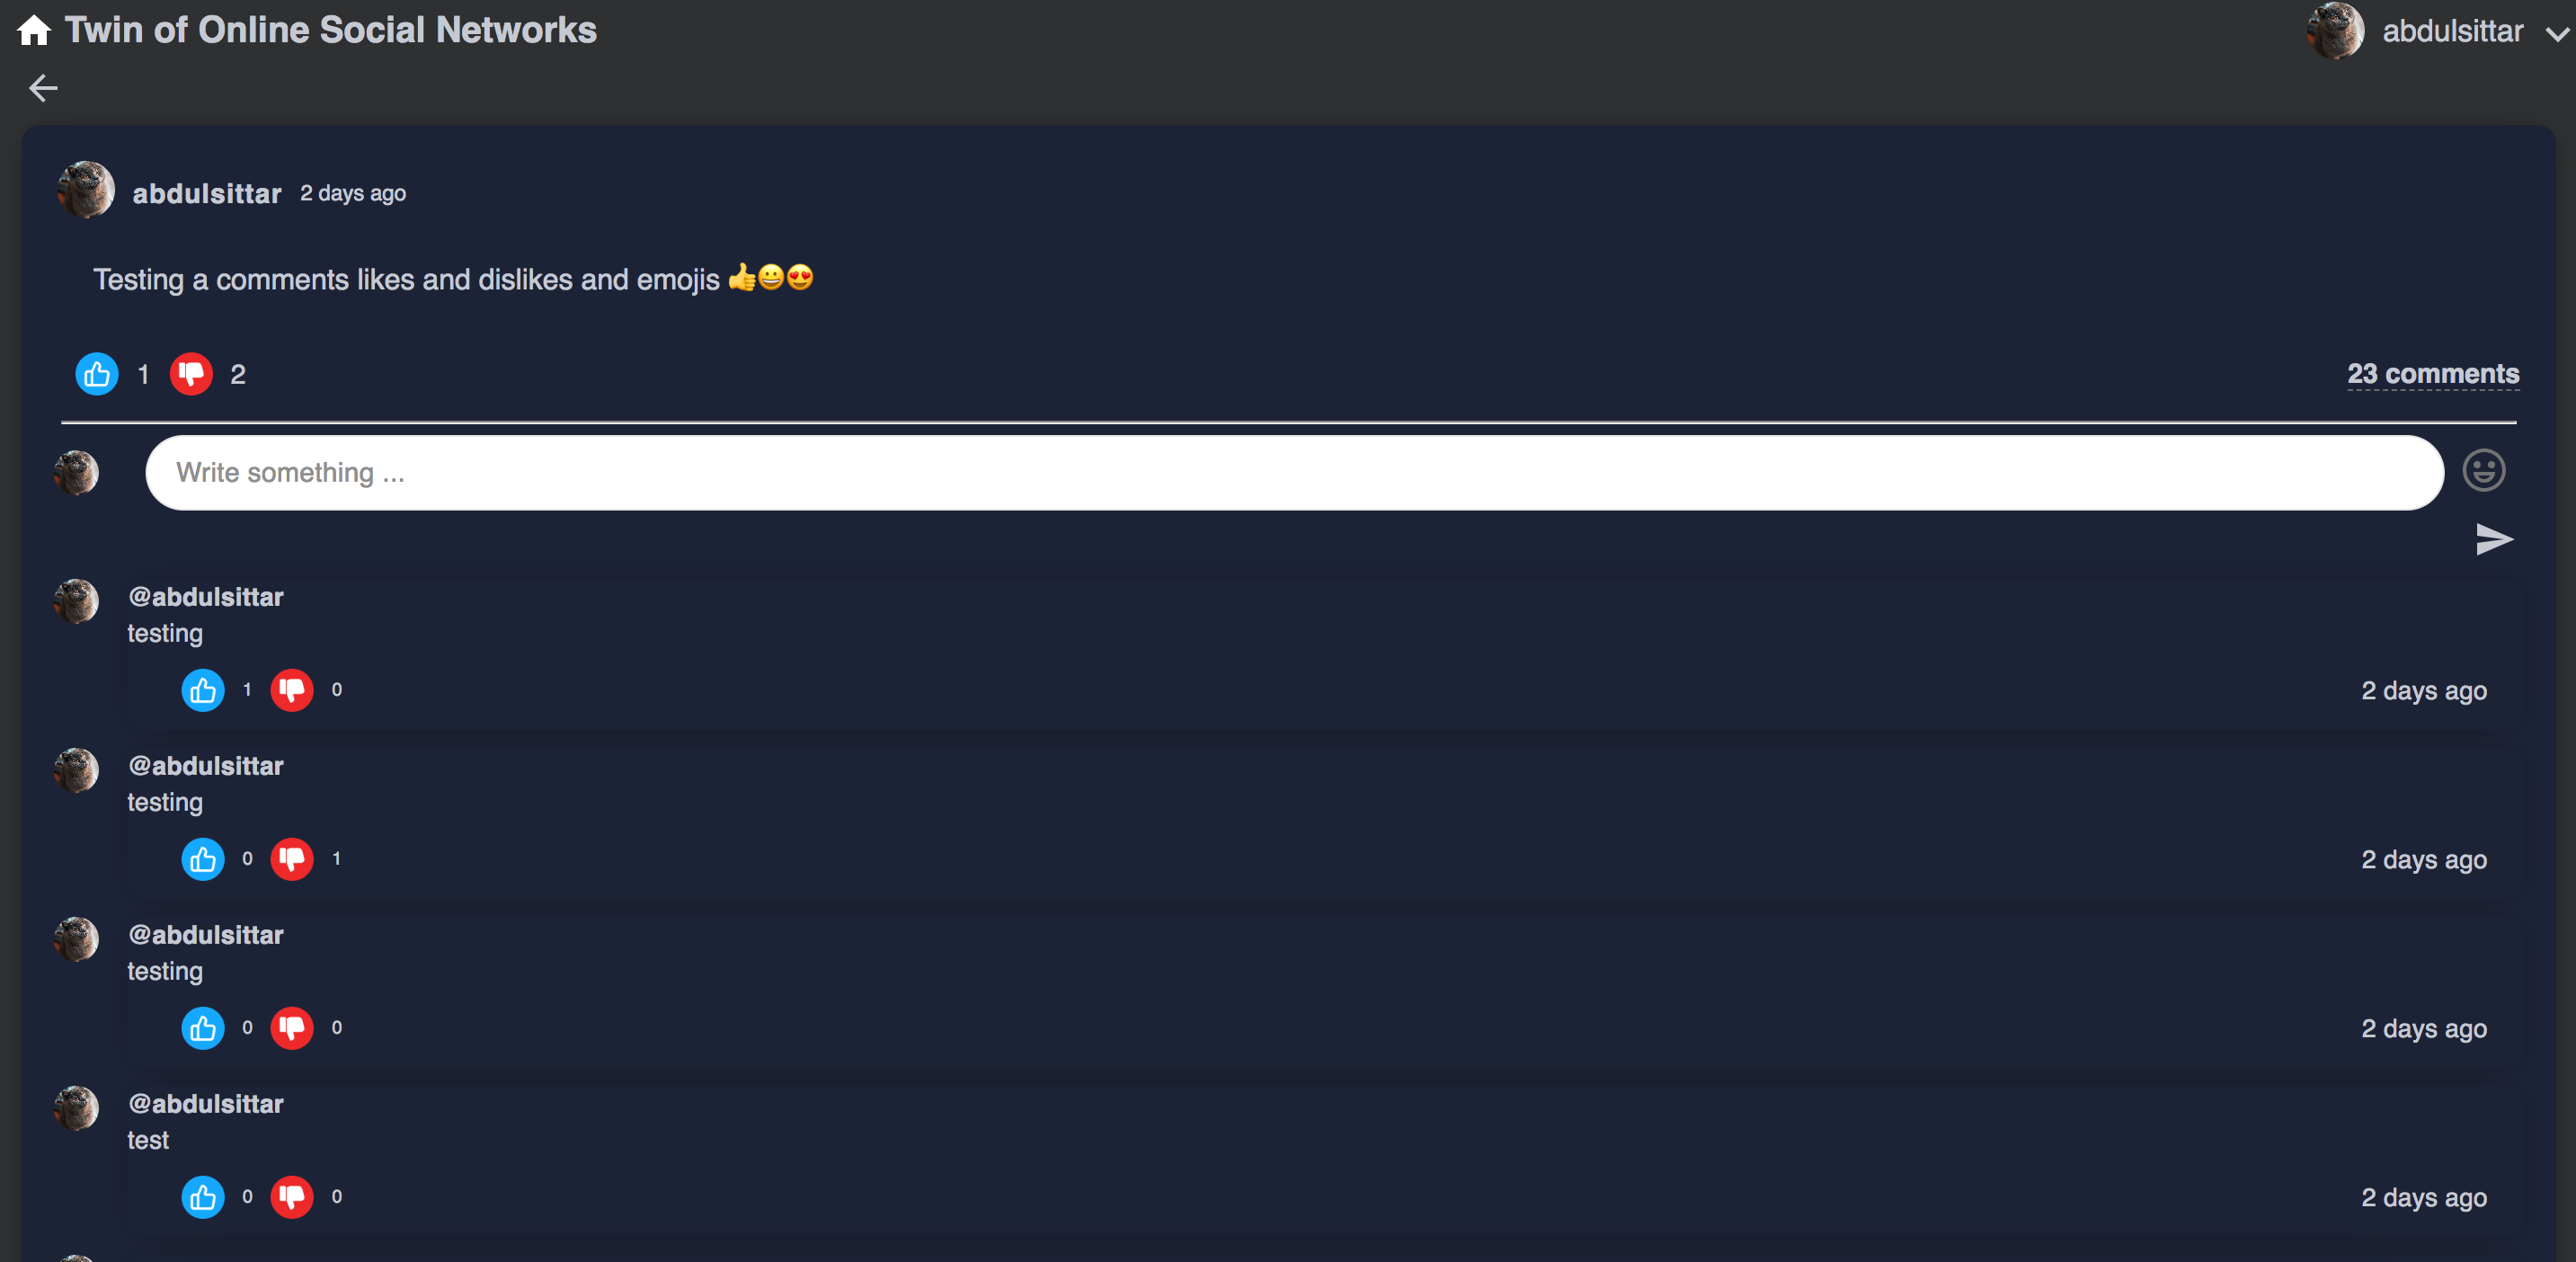 Twin of Online Social Networks
abdulsittar
abdulsittar 2 days ago
Testing a comments likes and dislikes and emojis 👍😀😍
1 2
23 comments
Write something ...
@abdulsittar
testing
1 0
2 days ago
@abdulsittar
testing
0 1
2 days ago
@abdulsittar
testing
0 0
2 days ago
@abdulsittar
test
0 0
2 days ago